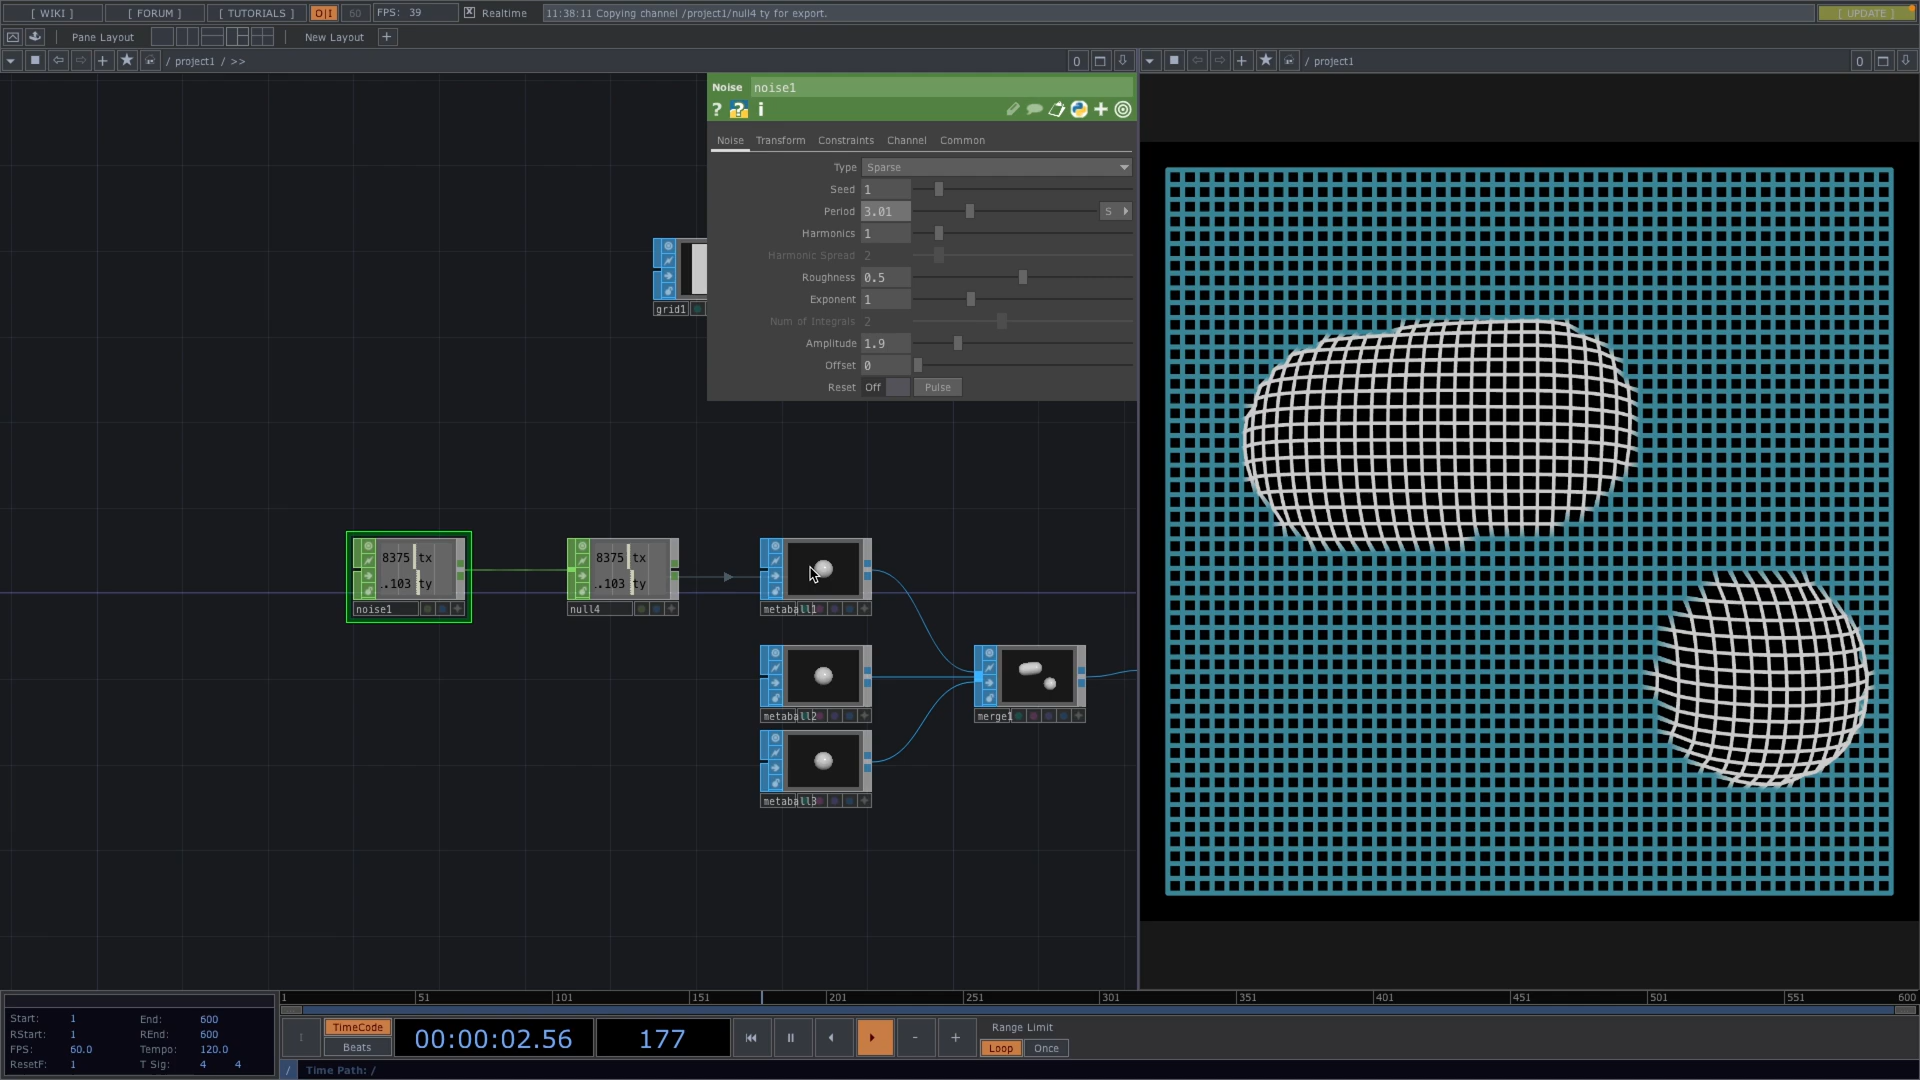 [ WIKI ] [ FORUM ] [ TUTORIALS ] O|I 60 FPS: 39 Realtime 11:38:11 Copying channel /project1/null4 ty for export. [ UPDATE ]
Pane Layout New Layout +
/ project1 / >> 0 / project1 0
Noise noise1
? ? i
Noise Transform Constraints Channel Common
Type Sparse
Seed 1
Period 3.01 S
Harmonics 1
Harmonic Spread 2
Roughness 0.5
Exponent 1
Num of Integrals 2
Amplitude 1.9
Offset 0
Reset Off Pulse
grid1
8375 tx
..103 ty
noise1
8375 tx
..103 ty
null4
metaball1
metaball2
metaball3
merge1
1 51 101 151 201 251 301 351 401 451 501 551 600
Start: 1 End: 600
RStart: 1 REnd: 600
FPS: 60.0 Tempo: 120.0
ResetF: 1 T Sig: 4 4
1 TimeCode
Beats
00:00:02.56 177 - +
Range Limit
Loop Once
/ Time Path: /